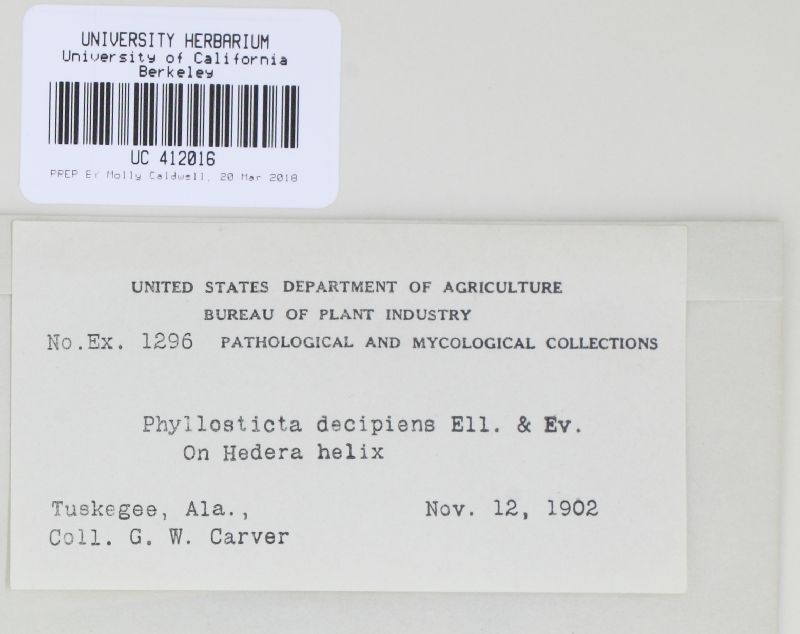 UNIVERSITY HERBARIUM
University of California
Berkeley
UC 412016
PREP BY Molly Caldwell, 20 Mar 2018
UNITED STATES DEPARTMENT OF AGRICULTURE
BUREAU OF PLANT INDUSTRY
No.Ex. 1296 PATHOLOGICAL AND MYCOLOGICAL COLLECTIONS
Phyllosticta decipiens Ell. & Ev.
On Hedera helix
Tuskegee, Ala., Nov. 12, 1902
Coll. G. W. Carver